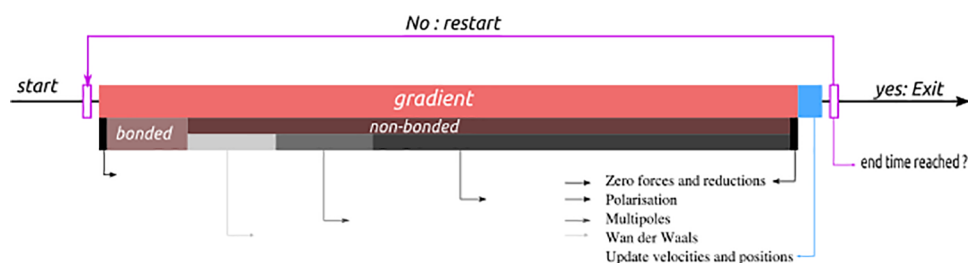 No : restart
start
gradient
yes: Exit
bonded
non-bonded
end time reached ?
Zero forces and reductions
Polarisation
Multipoles
Wan der Waals
Update velocities and positions